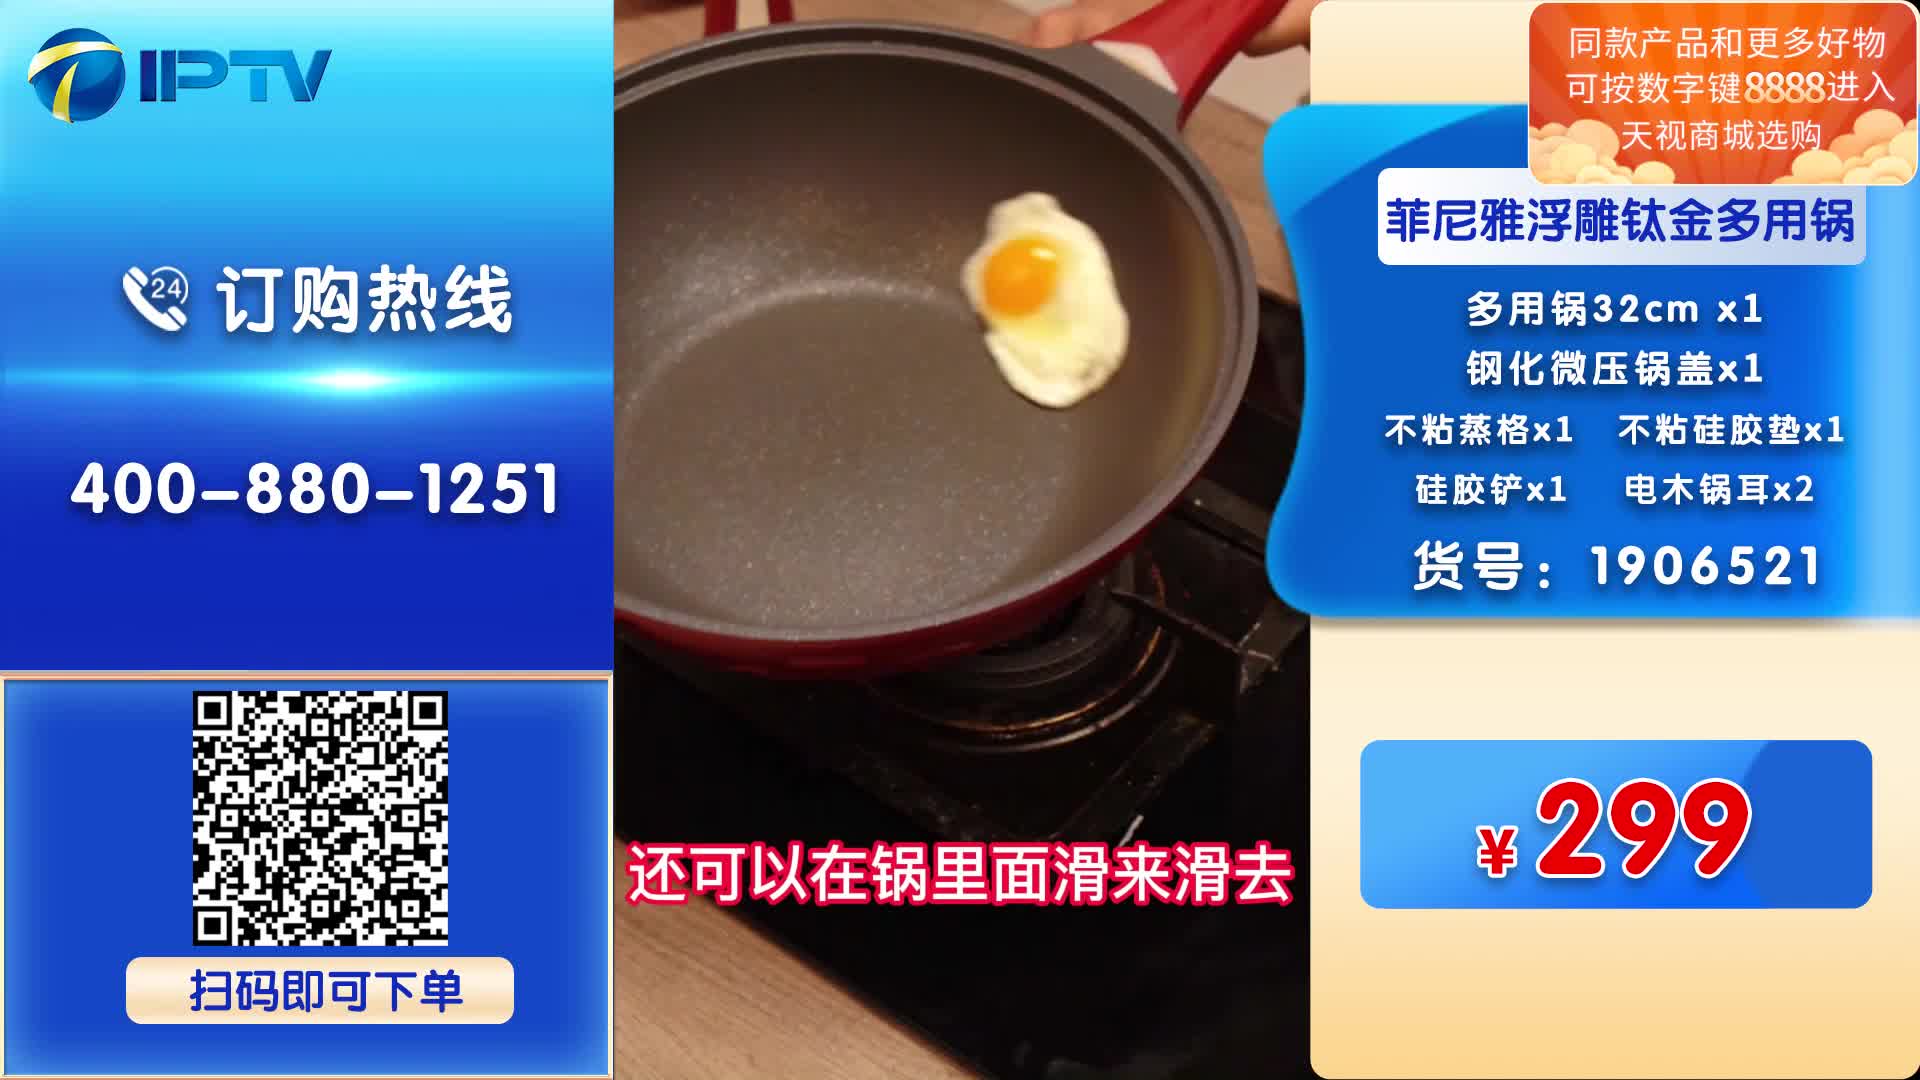 IPTV
24
订购热线
400-880-1251
扫码即可下单
还可以在锅里面滑来滑去
同款产品和更多好物
可按数字键8888进入
天视商城选购
菲尼雅浮雕钛金多用锅
多用锅32cm x1
钢化微压锅盖x1
不粘蒸格x1 不粘硅胶垫x1
硅胶铲x1 电木锅耳x2
货号：1906521
¥299